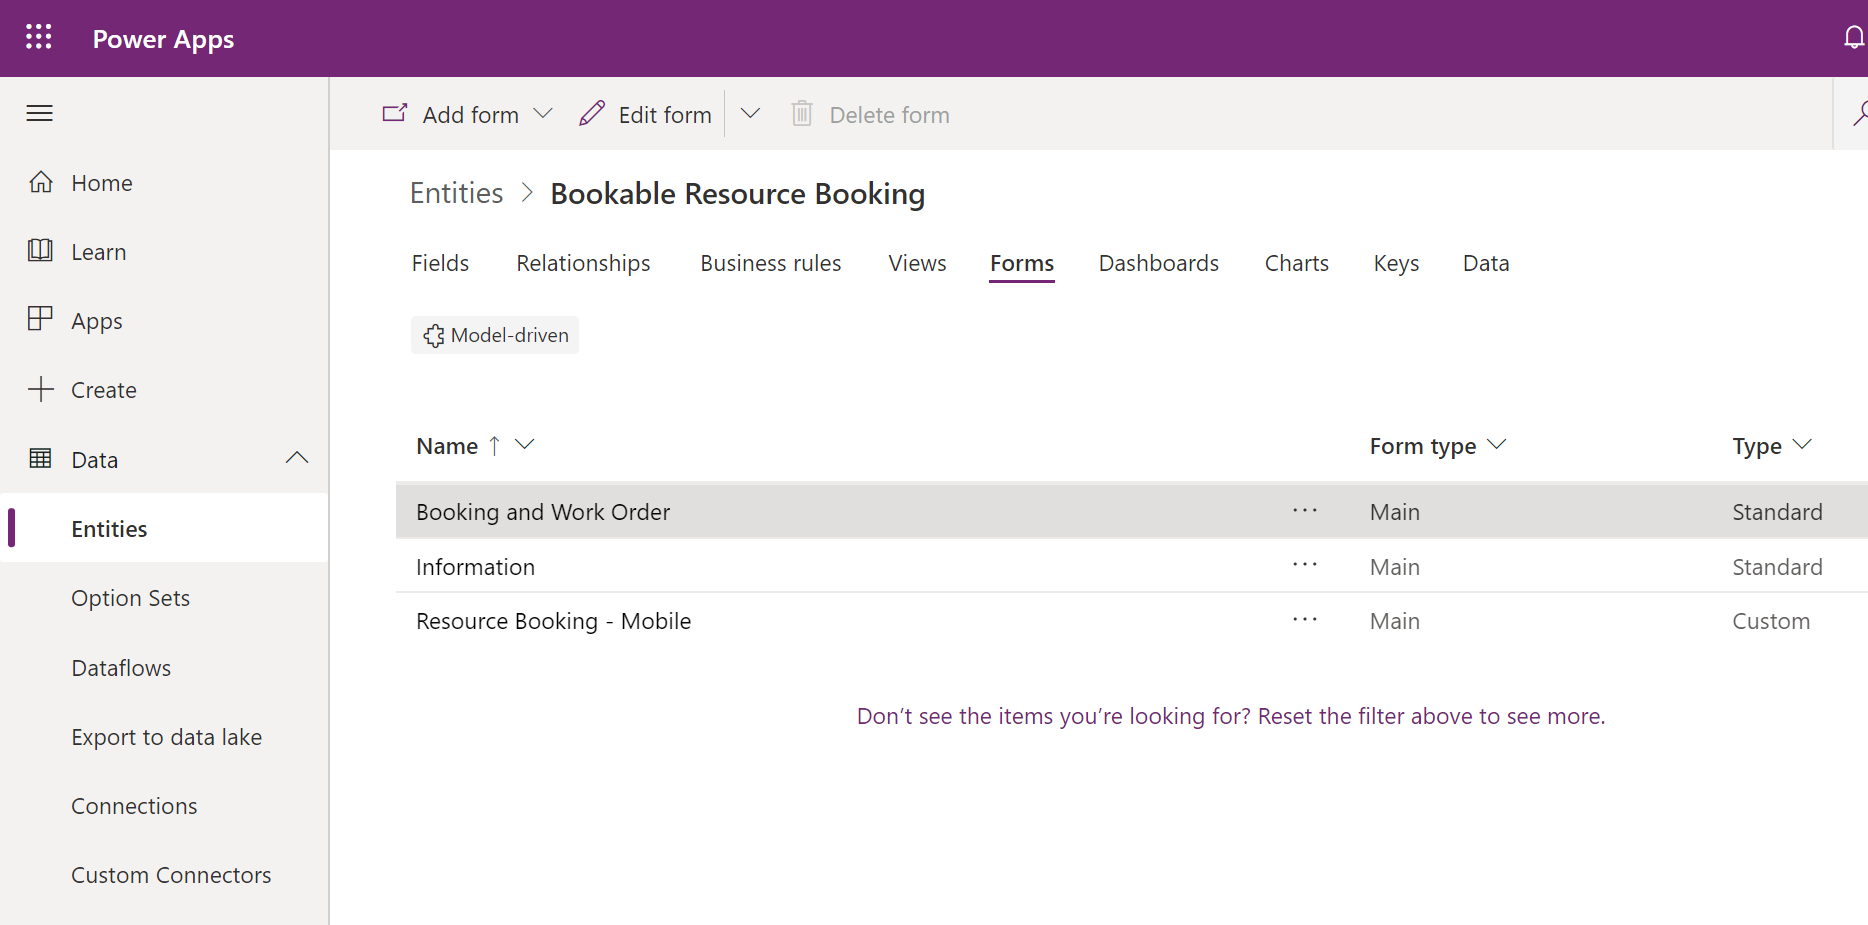 Power Apps
Add form
Edit form
Delete form
Home
Learn
Apps
Create
Data
Entities
Option Sets
Dataflows
Export to data lake
Connections
Custom Connectors
Entities > Bookable Resource Booking
Fields Relationships Business rules Views Forms Dashboards Charts Keys Data
Model-driven
Name ↑ Form type Type
Booking and Work Order ... Main Standard
Information ... Main Standard
Resource Booking - Mobile ... Main Custom
Don’t see the items you’re looking for? Reset the filter above to see more.